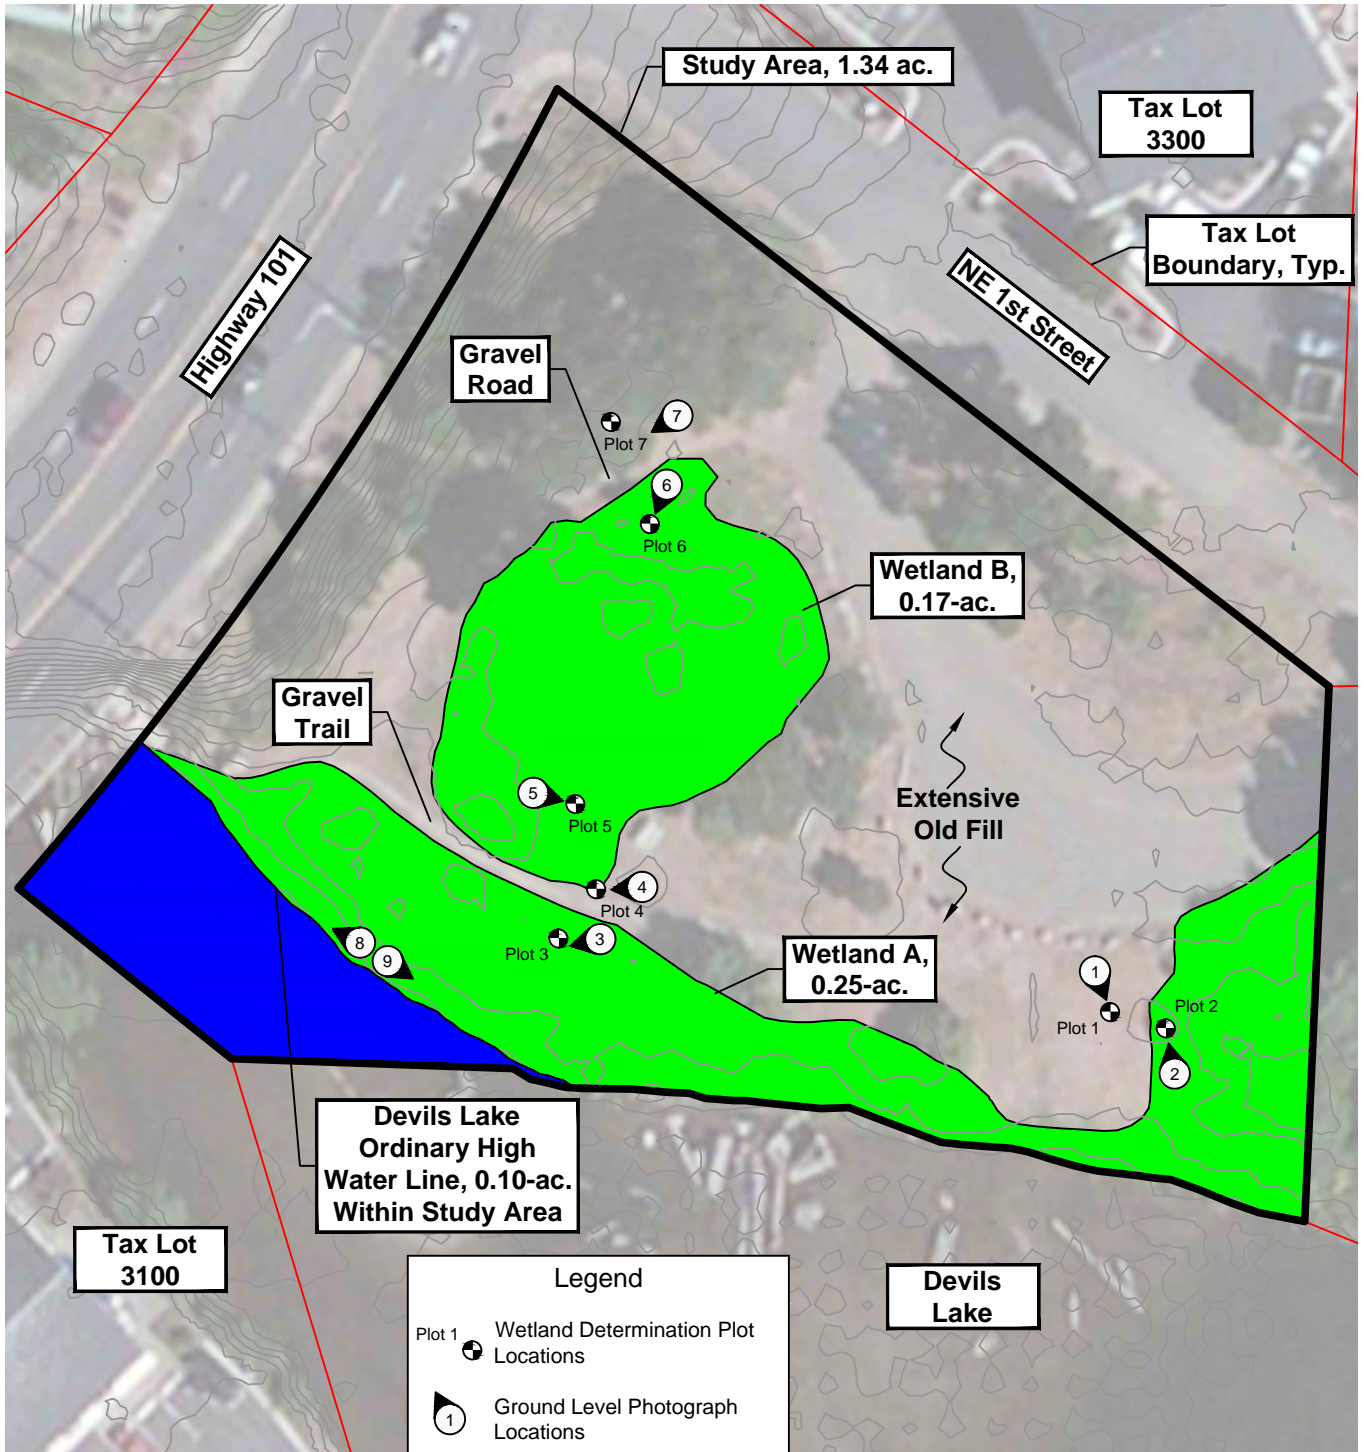 Study Area, 1.34 ac.
Tax Lot
3300
Tax Lot
Boundary, Typ.
Highway 101
NE 1st Street
Gravel
Road
7
Plot 7
6
Plot 6
Wetland B,
0.17-ac.
Gravel
Trail
5
Plot 5
Extensive
Old Fill
4
Plot 4
3
Plot 3
8
9
Wetland A,
0.25-ac.
1
Plot 1
Plot 2
2
Devils Lake
Ordinary High
Water Line, 0.10-ac.
Within Study Area
Tax Lot
3100
Devils
Lake
Legend
Plot 1
Wetland Determination Plot
Locations
1
Ground Level Photograph
Locations